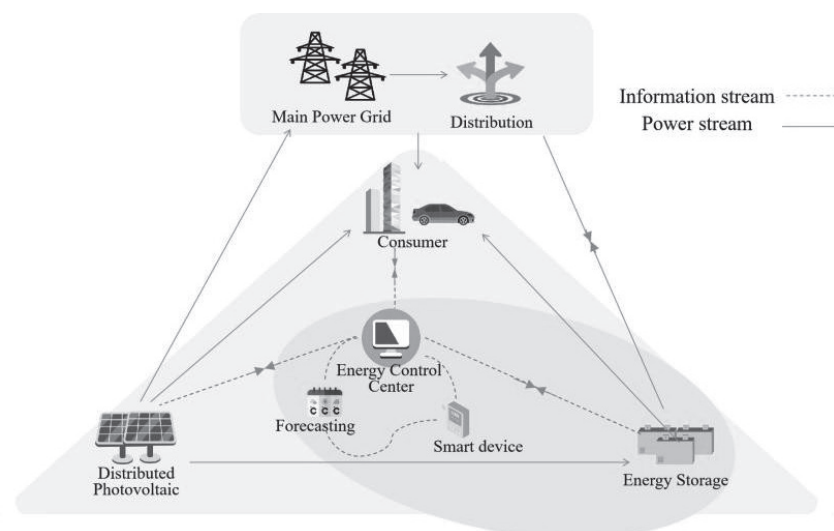 Main Power Grid
Distribution
Information stream
Power stream
Consumer
Energy Control
Center
Forecasting
C C C
Smart device
Distributed
Photovoltaic
Energy Storage